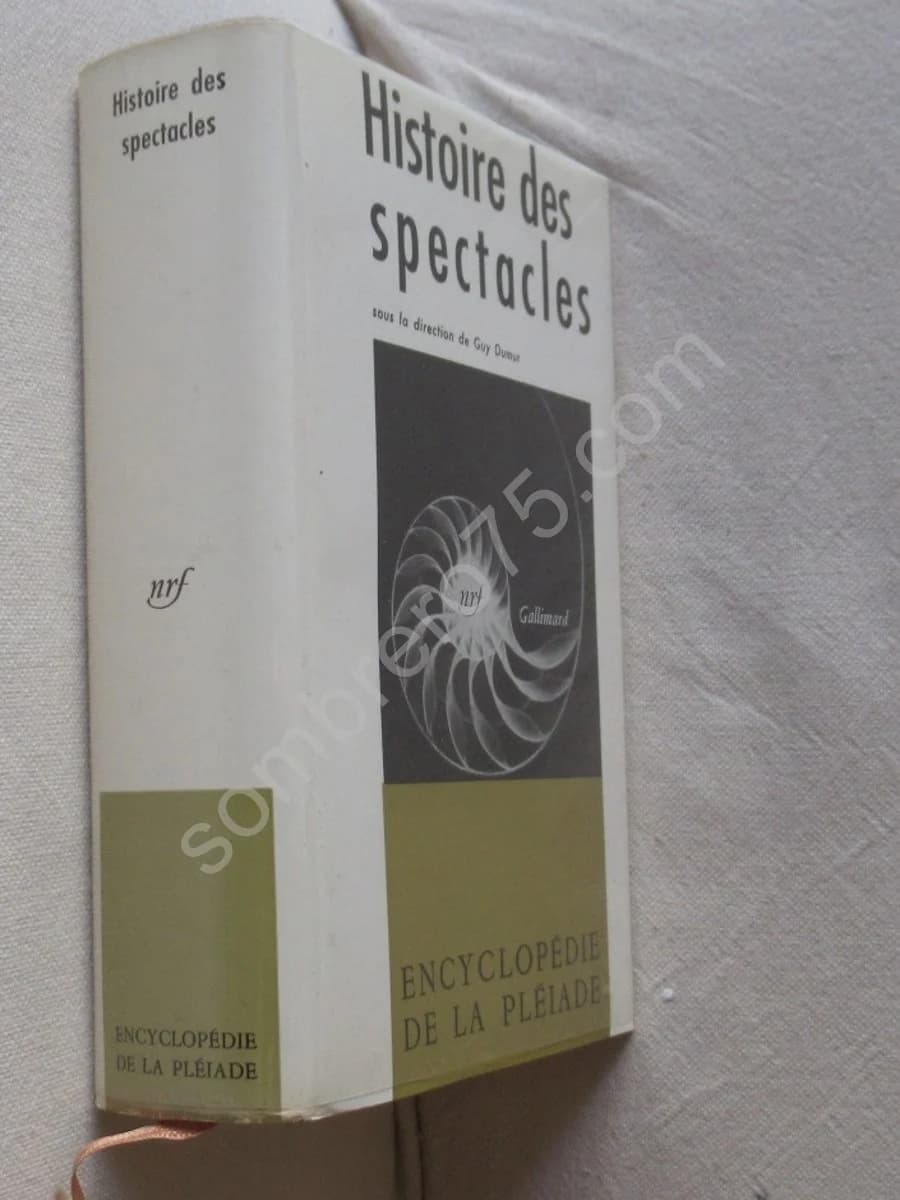 Histoire des
spectacles
nrf
ENCYCLOPÉDIE
DE LA PLÉIADE
Histoire des
spectacles
sous la direction de Guy Dumur
nrf
Gallimard
ENCYCLOPÉDIE
DE LA PLÉIADE
sombrero75.com